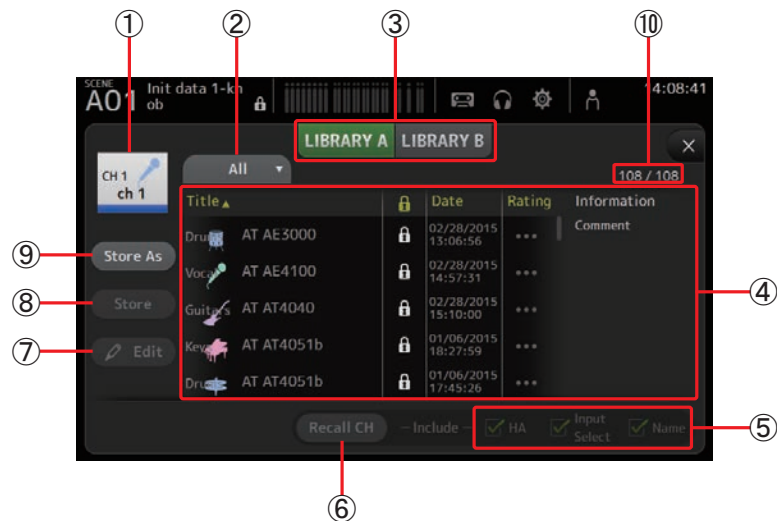 ① ② ③ ⑩
SCENE
A01 Init data 1-kn
ob
14:08:41
LIBRARY A LIBRARY B
CH 1
ch 1
All
108 / 108
Title Date Rating Information
Drums AT AE3000 02/28/2015 ••• Comment
13:06:56
Vocal AT AE4100 02/28/2015 •••
14:57:31
Guitars AT AT4040 02/28/2015 •••
15:10:00
AT AT4051b 01/06/2015 •••
18:27:59
AT AT4051b 01/06/2015 •••
17:45:26
⑨ Store As
⑧ Store
⑦ Edit
④
Recall CH — Include — HA Input Select Name ⑤
⑥